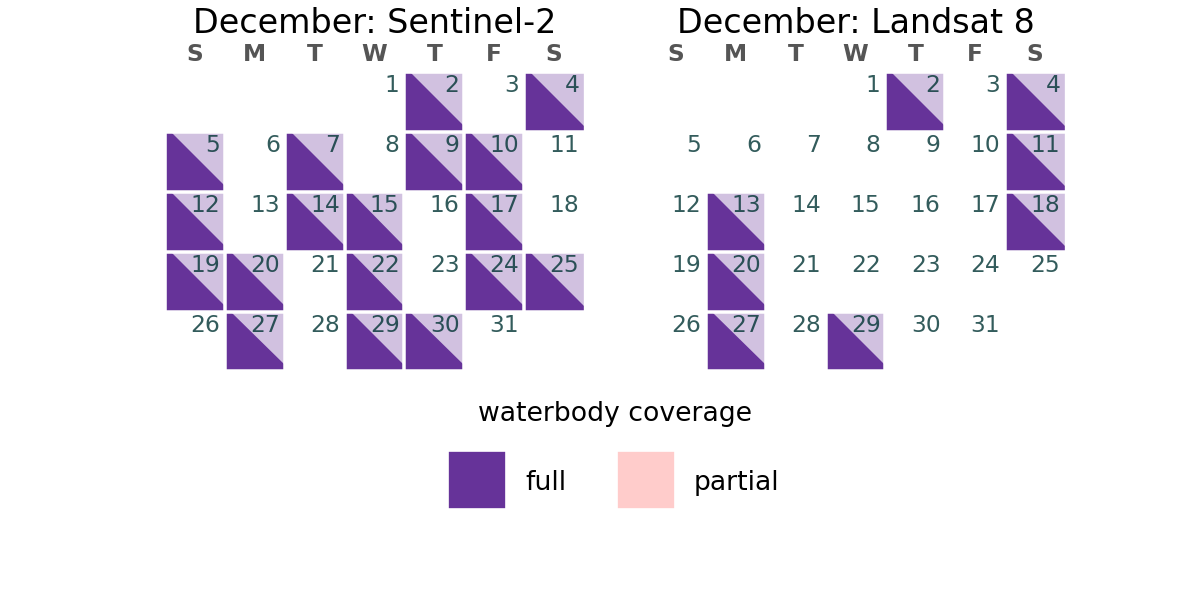 December: Sentinel-2
S M T W T F S
1 2 3 4
5 6 7 8 9 10 11
12 13 14 15 16 17 18
19 20 21 22 23 24 25
26 27 28 29 30 31
December: Landsat 8
S M T W T F S
1 2 3 4
5 6 7 8 9 10 11
12 13 14 15 16 17 18
19 20 21 22 23 24 25
26 27 28 29 30 31
waterbody coverage
full partial